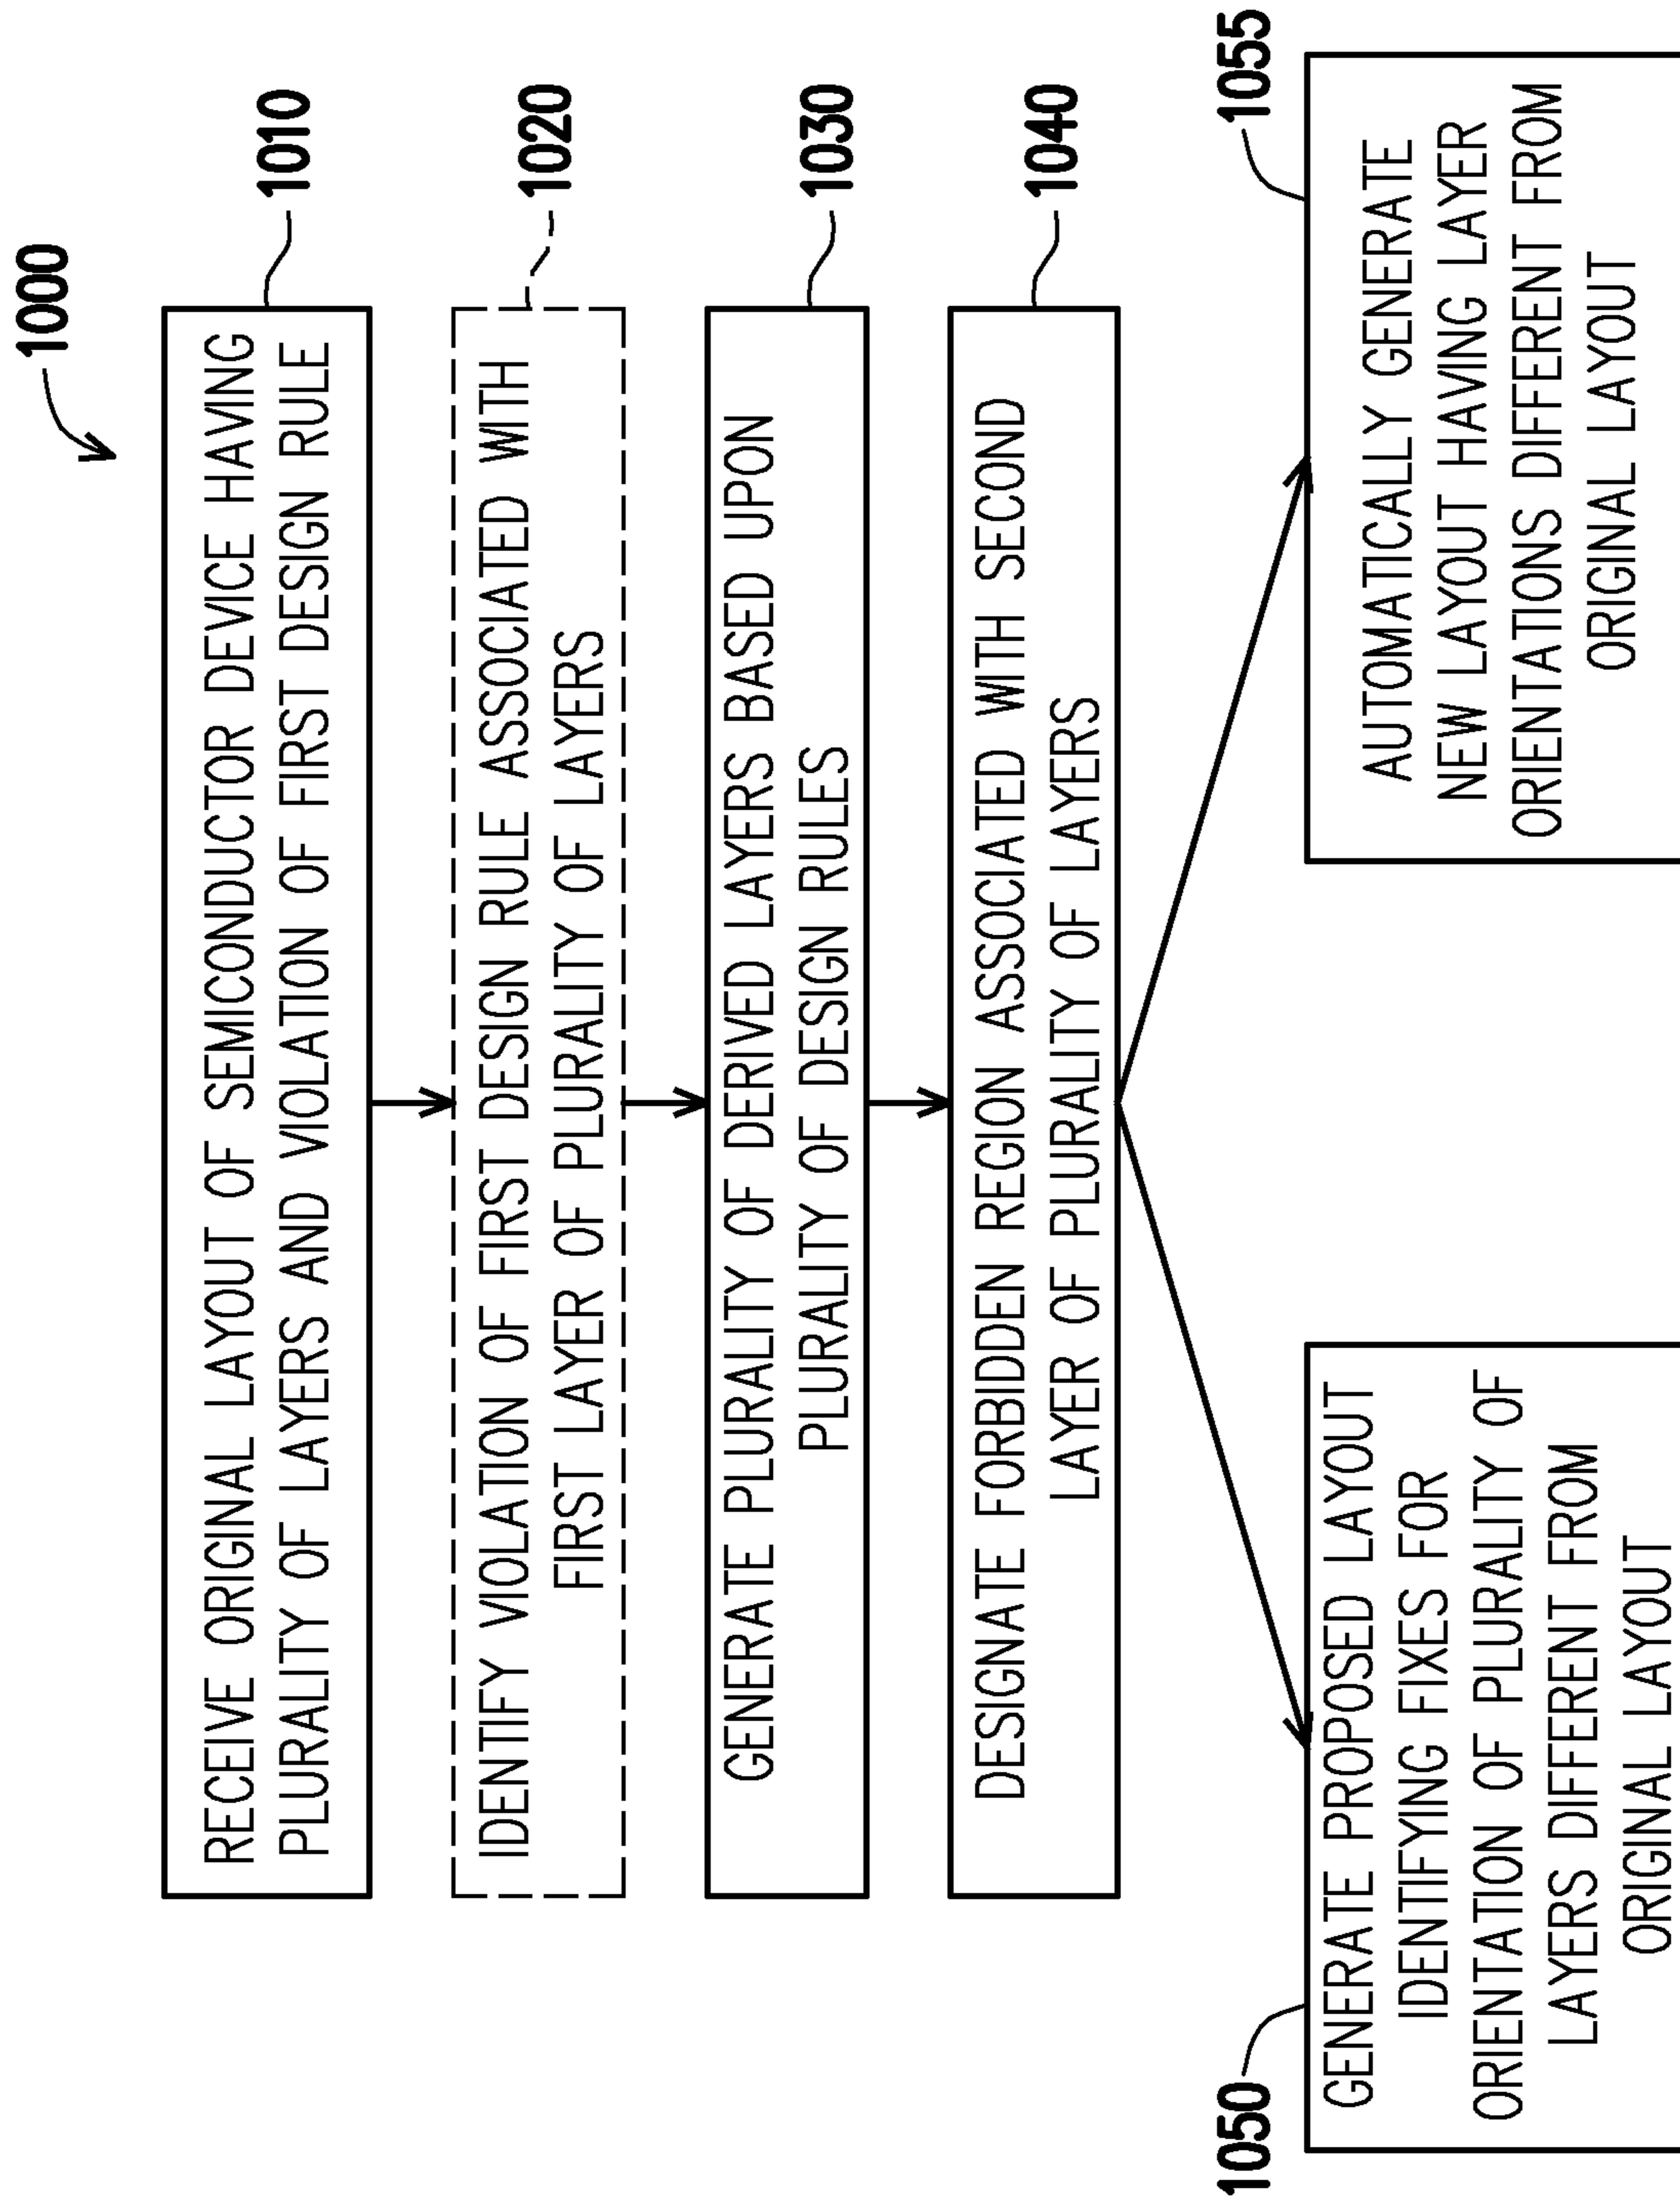 1000
RECEIVE ORIGINAL LAYOUT OF SEMICONDUCTOR DEVICE HAVING
PLURALITY OF LAYERS AND VIOLATION OF FIRST DESIGN RULE
1010
IDENTIFY VIOLATION OF FIRST DESIGN RULE ASSOCIATED WITH
FIRST LAYER OF PLURALITY OF LAYERS
1020
GENERATE PLURALITY OF DERIVED LAYERS BASED UPON
PLURALITY OF DESIGN RULES
1030
DESIGNATE FORBIDDEN REGION ASSOCIATED WITH SECOND
LAYER OF PLURALITY OF LAYERS
1040
1050
GENERATE PROPOSED LAYOUT
IDENTIFYING FIXES FOR
ORIENTATION OF PLURALITY OF
LAYERS DIFFERENT FROM
ORIGINAL LAYOUT
1055
AUTOMATICALLY GENERATE
NEW LAYOUT HAVING LAYER
ORIENTATIONS DIFFERENT FROM
ORIGINAL LAYOUT